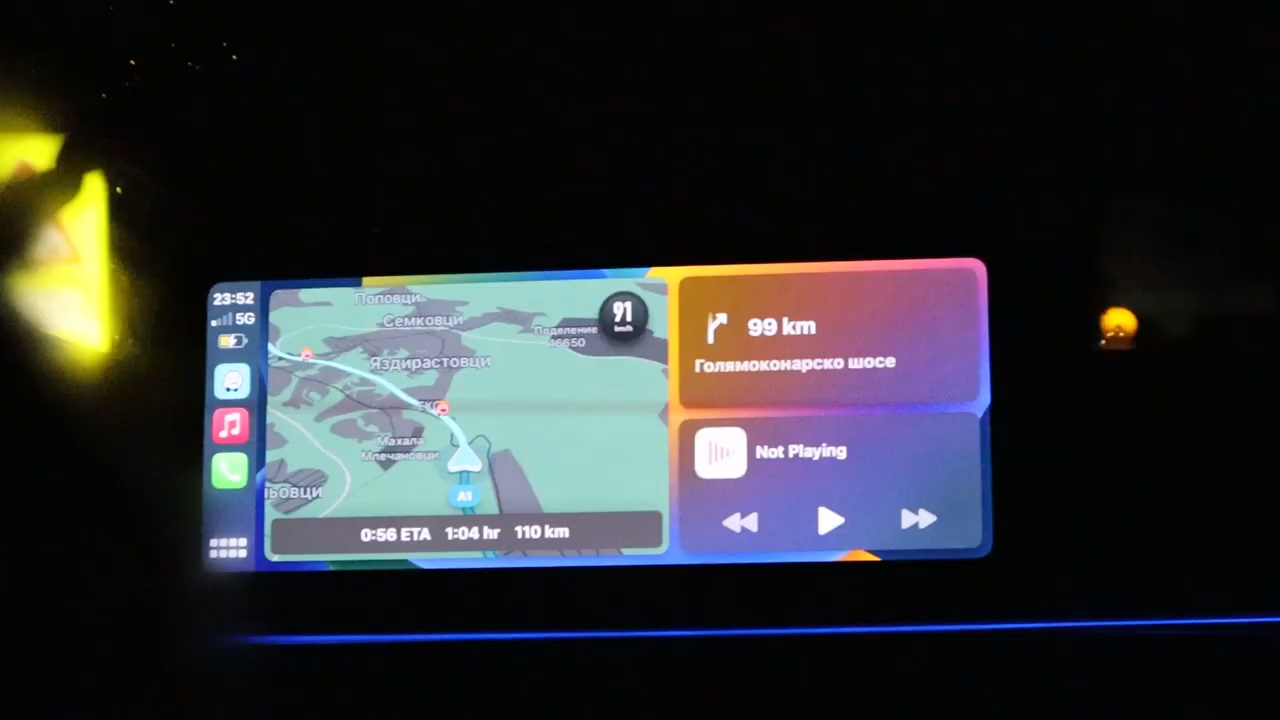 23:52
5G
Поповци
Семковци
Поделение
46650
91
km/h
Яздирастовци
Махала
Млечановци
ьовци
A1
0:56 ETA 1:04 hr 110 km
99 km
Голямоконарско шосе
Not Playing